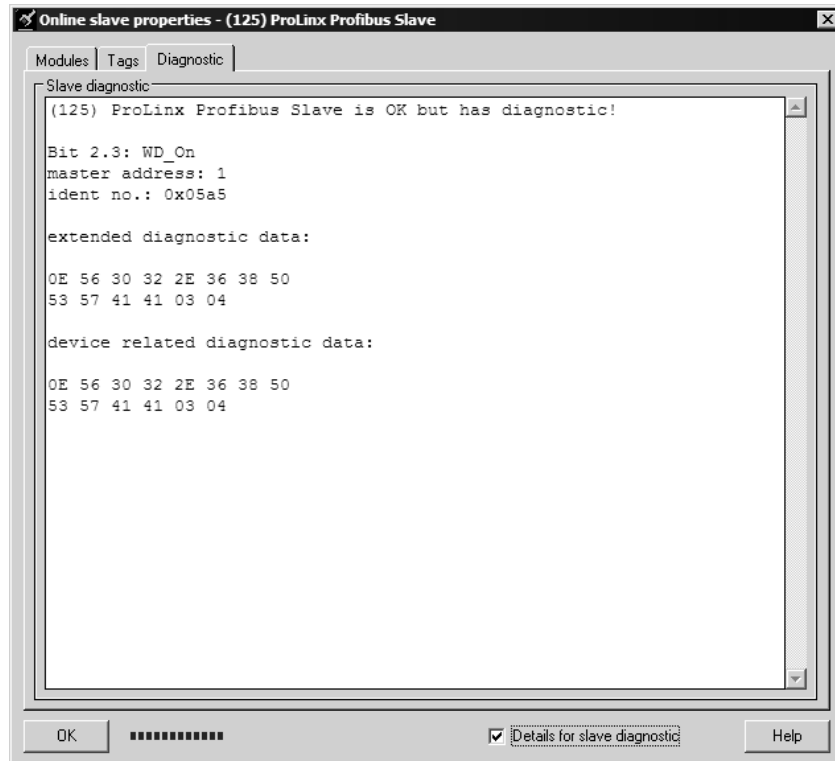 Online slave properties - (125) ProLinx Profibus Slave
Modules Tags Diagnostic
Slave diagnostic
(125) ProLinx Profibus Slave is OK but has diagnostic!
Bit 2.3: WD_On
master address: 1
ident no.: 0x05a5
extended diagnostic data:
0E 56 30 32 2E 36 38 50
53 57 41 41 03 04
device related diagnostic data:
0E 56 30 32 2E 36 38 50
53 57 41 41 03 04
OK Details for slave diagnostic Help